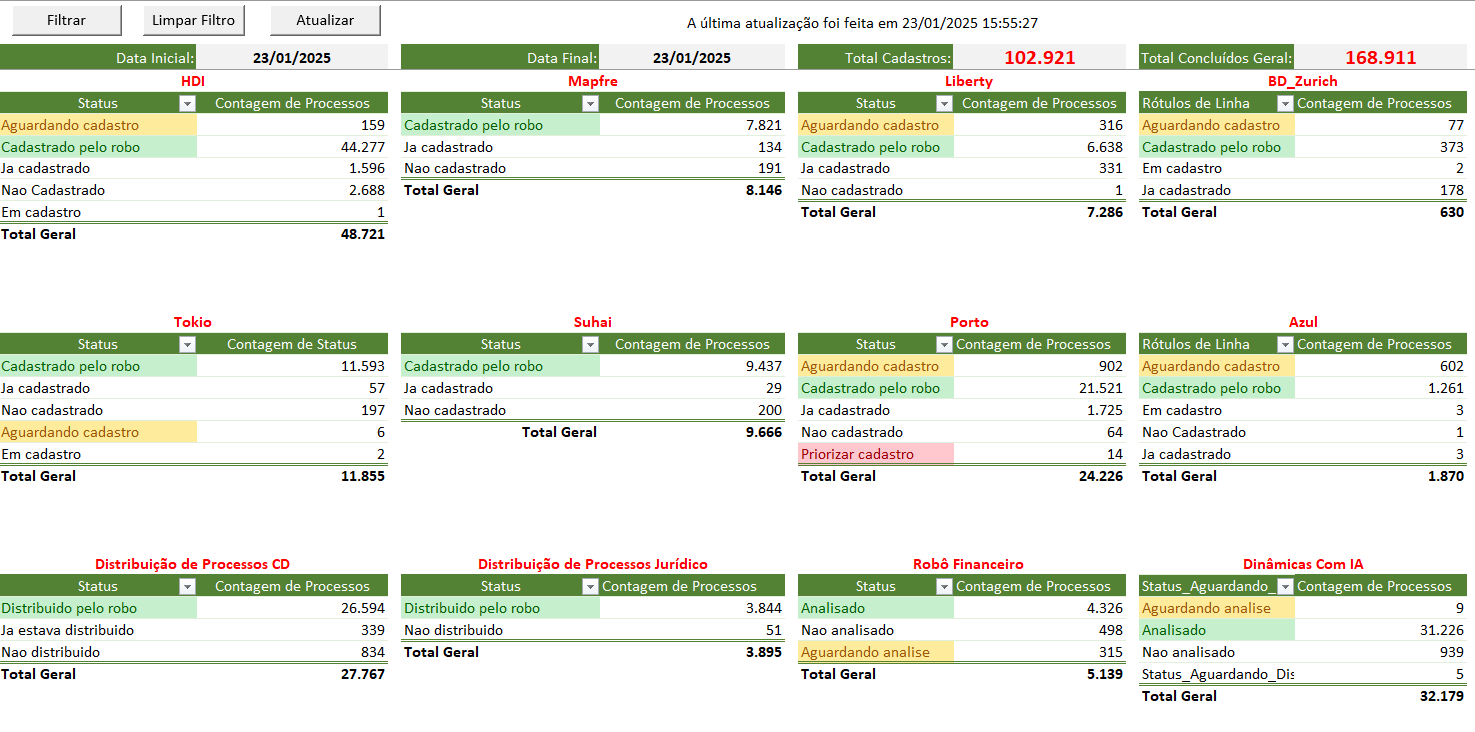 Filtrar Limpar Filtro Atualizar A última atualização foi feita em 23/01/2025 15:55:27
Data Inicial: 23/01/2025 Data Final: 23/01/2025 Total Cadastros: 102.921 Total Concluídos Geral: 168.911
HDI
Status Contagem de Processos
Aguardando cadastro 159
Cadastrado pelo robo 44.277
Ja cadastrado 1.596
Nao Cadastrado 2.688
Em cadastro 1
Total Geral 48.721
Mapfre
Status Contagem de Processos
Cadastrado pelo robo 7.821
Ja cadastrado 134
Nao cadastrado 191
Total Geral 8.146
Liberty
Status Contagem de Processos
Aguardando cadastro 316
Cadastrado pelo robo 6.638
Ja cadastrado 331
Nao cadastrado 1
Total Geral 7.286
BD_Zurich
Rótulos de Linha Contagem de Processos
Aguardando cadastro 77
Cadastrado pelo robo 373
Em cadastro 2
Ja cadastrado 178
Total Geral 630
Tokio
Status Contagem de Status
Cadastrado pelo robo 11.593
Ja cadastrado 57
Nao cadastrado 197
Aguardando cadastro 6
Em cadastro 2
Total Geral 11.855
Suhai
Status Contagem de Processos
Cadastrado pelo robo 9.437
Ja cadastrado 29
Nao cadastrado 200
Total Geral 9.666
Porto
Status Contagem de Processos
Aguardando cadastro 902
Cadastrado pelo robo 21.521
Ja cadastrado 1.725
Nao cadastrado 64
Priorizar cadastro 14
Total Geral 24.226
Azul
Rótulos de Linha Contagem de Processos
Aguardando cadastro 602
Cadastrado pelo robo 1.261
Em cadastro 3
Nao Cadastrado 1
Ja cadastrado 3
Total Geral 1.870
Distribuição de Processos CD
Status Contagem de Processos
Distribuido pelo robo 26.594
Ja estava distribuido 339
Nao distribuido 834
Total Geral 27.767
Distribuição de Processos Jurídico
Status Contagem de Processos
Distribuido pelo robo 3.844
Nao distribuido 51
Total Geral 3.895
Robô Financeiro
Status Contagem de Processos
Analisado 4.326
Nao analisado 498
Aguardando analise 315
Total Geral 5.139
Dinâmicas Com IA
Status_Aguardando_ Contagem de Processos
Aguardando analise 9
Analisado 31.226
Nao analisado 939
Status_Aguardando_Dis 5
Total Geral 32.179